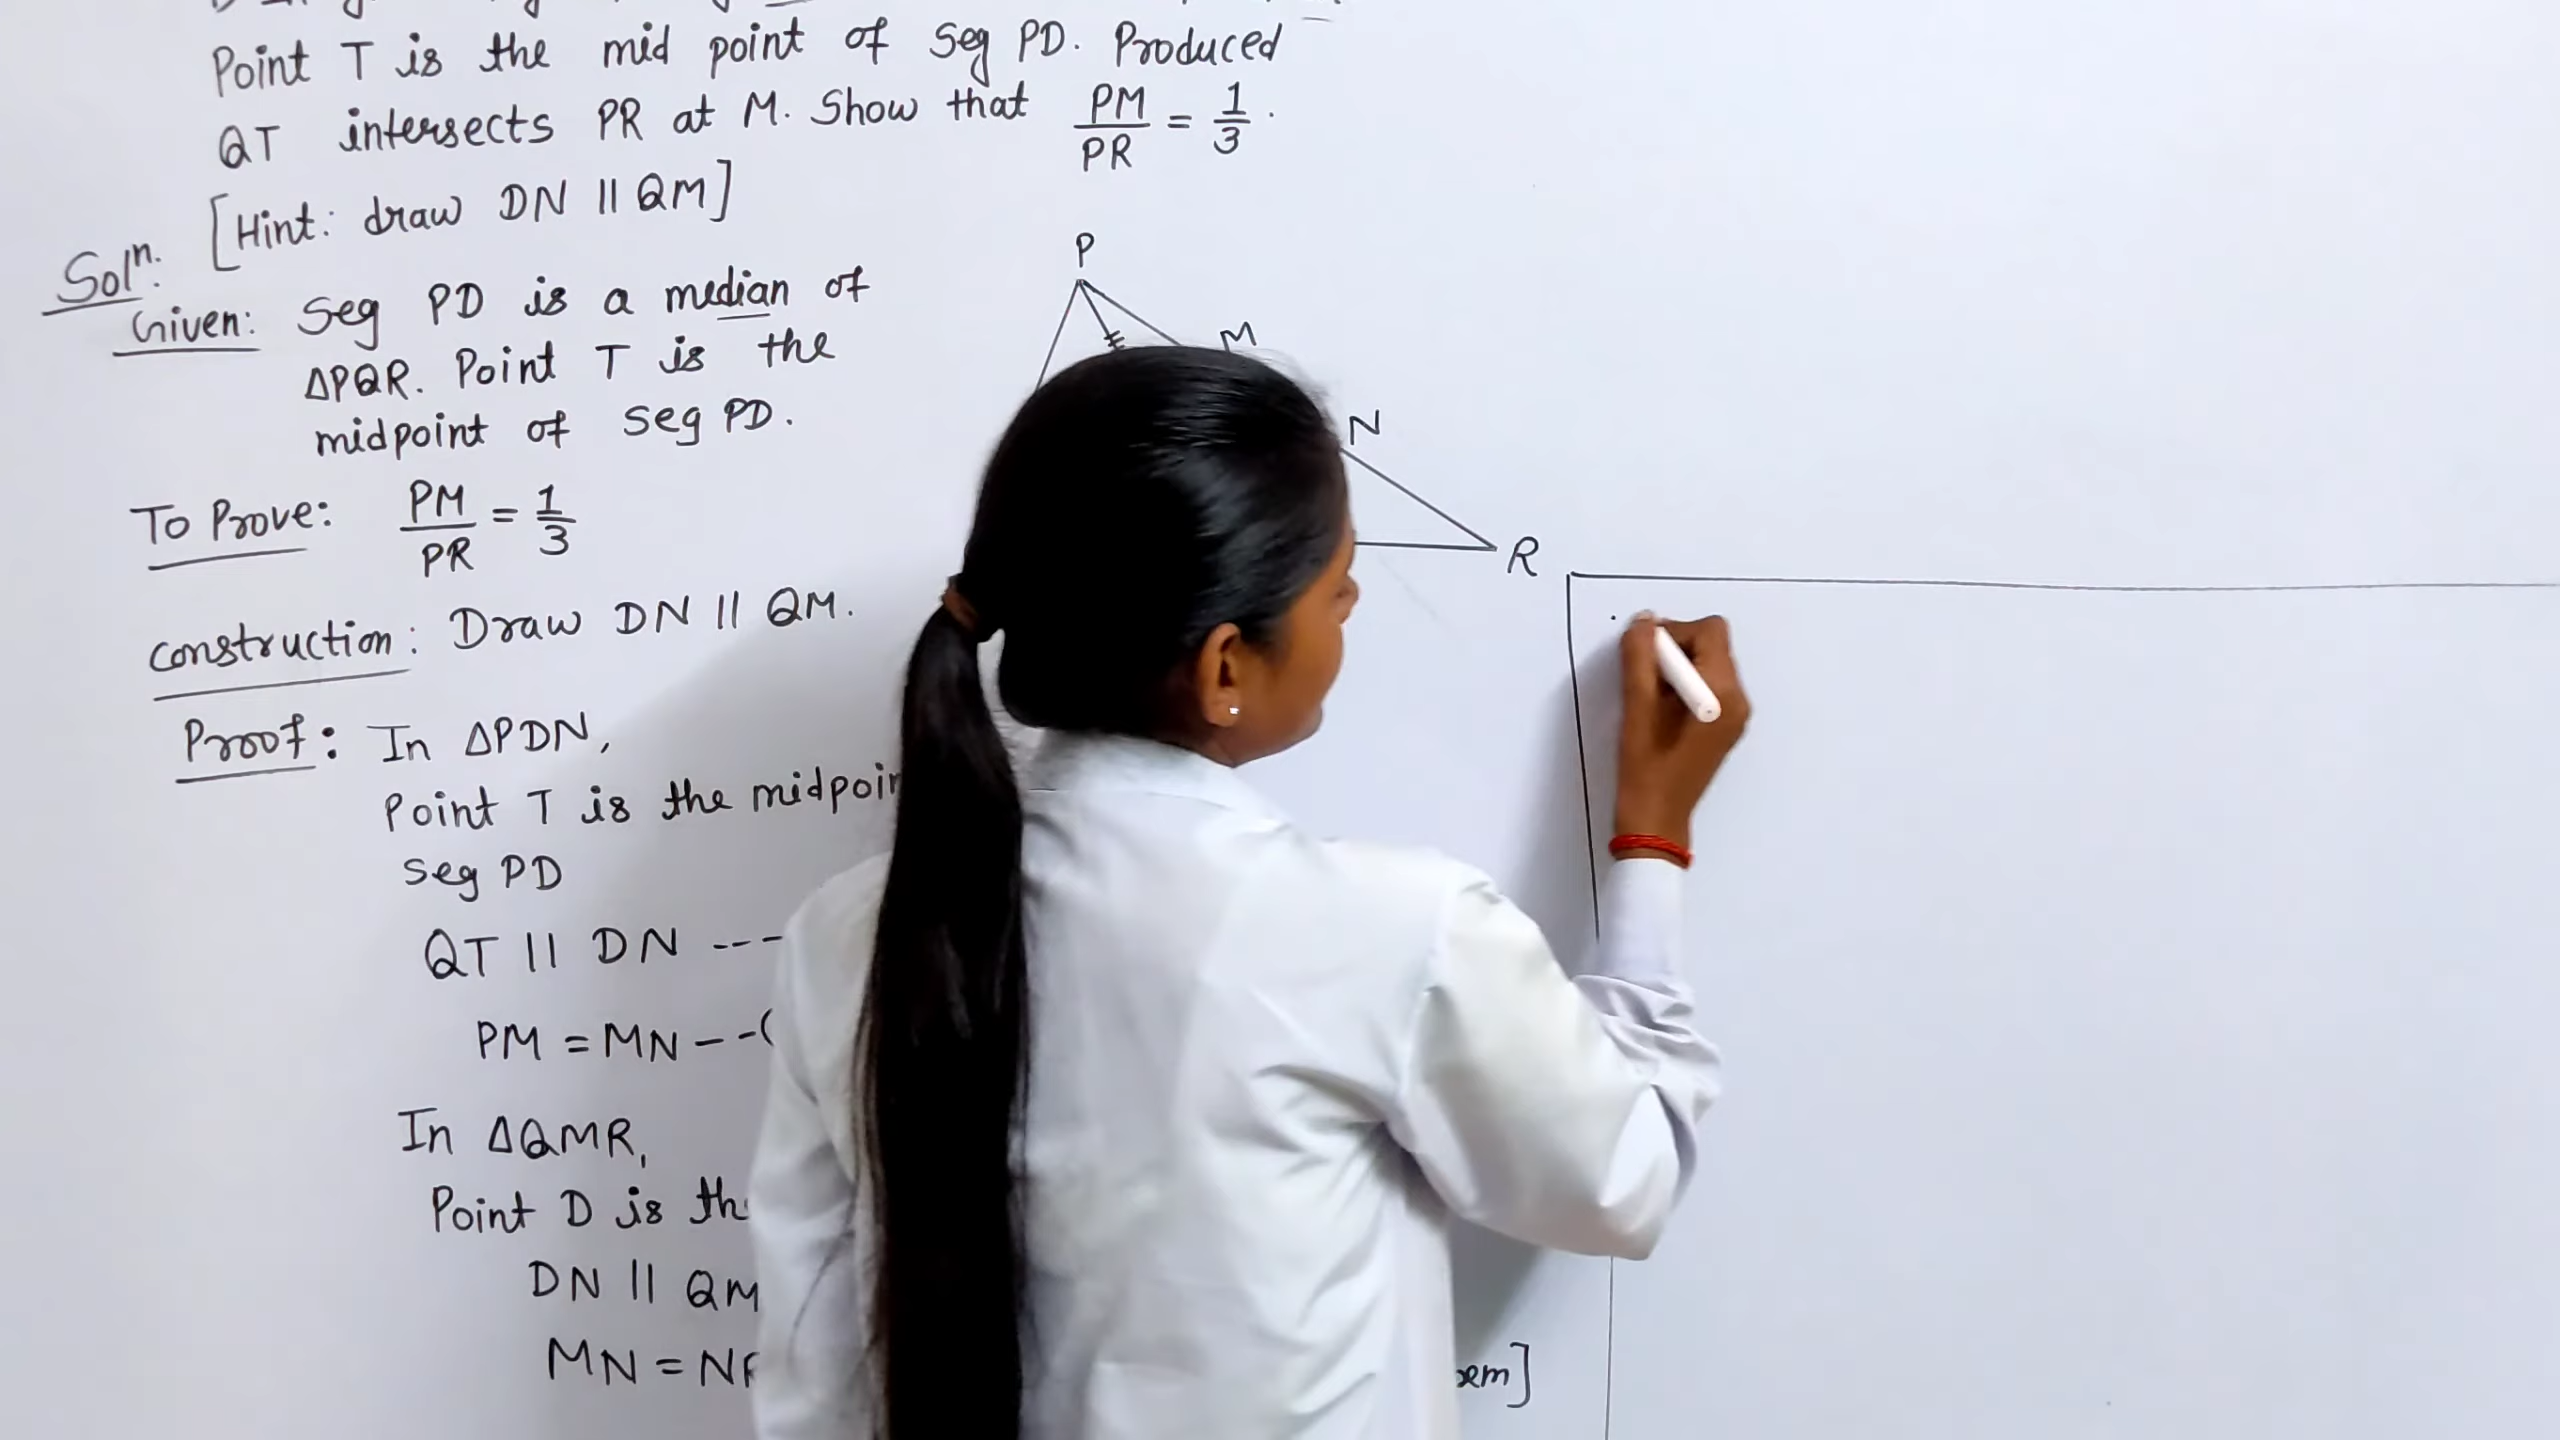 Point T is the mid point of seg PD. Produced
QT intersects PR at M. Show that PM/PR = 1/3.
[Hint: draw DN || QM]
Soln.
Given: Seg PD is a median of
ΔPQR. Point T is the
midpoint of seg PD.
To Prove: PM/PR = 1/3
construction: Draw DN || QM.
Proof: In ΔPDN,
Point T is the
seg PD
QT || DN ---
PM = MN --(
In ΔQMR,
Point D is
DN || QM
MN =
P
M
N
R